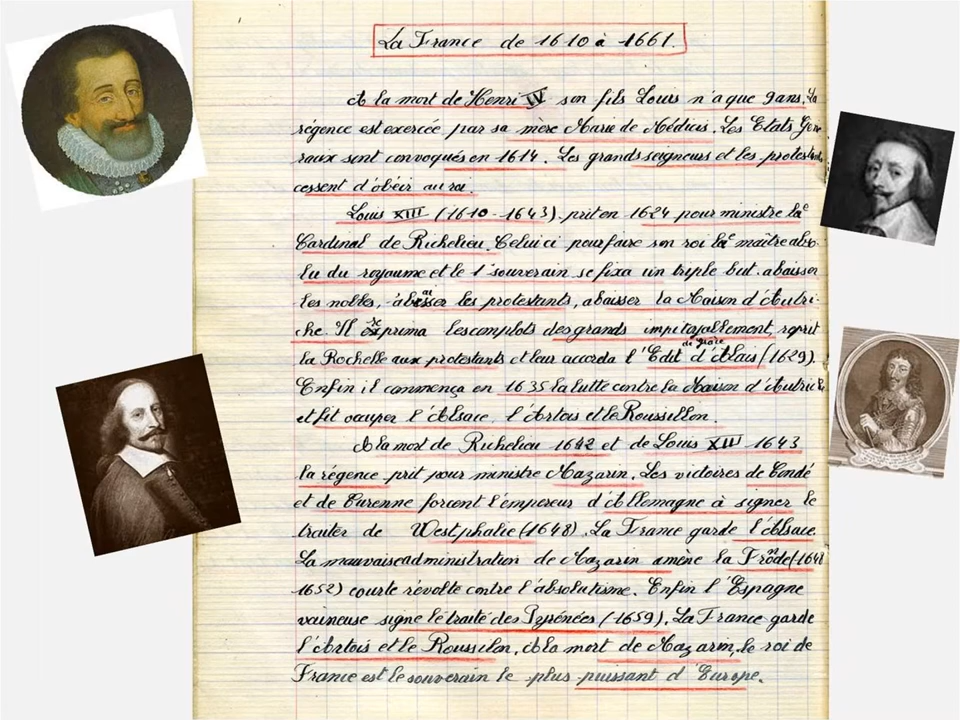 La France de 1610 à 1661.
A la mort de Henri IV son fils Louis n'a que 9 ans. La
régence est exercée par sa mère Marie de Médicis. Les Etats Géné
raux sont convoqués en 1614. Les grands seigneurs et les protestants
cessent d'obéir au roi.
Louis XIII (1610-1643) prit en 1624 pour ministre le
Cardinal de Richelieu. Celui ci pour faire son roi le maître abso-
lu du royaume et le 1er souverain se fixa un triple but. abaisser
les nobles, abaisser les protestants, abaisser la Maison d'Autri-
che. Il réprima les complots des grands impitoyablement reprit
la Rochelle aux protestants et leur accorda l'Edit de grâce d'Alais (1629).
Enfin il commença en 1635 la lutte contre la Maison d'Autriche
et fit occuper l'Alsace, l'Artois et le Roussillon.
A la mort de Richelieu 1642 et de Louis XIII 1643
la régence prit pour ministre Mazarin. Les victoires de Condé
et de Turenne forcent l'empereur d'Allemagne à signer le
traiter de Westphalie (1648). La France garde l'Alsace.
La mauvaise administration de Mazarin amène la Fronde (1648
1652) courte révolte contre l'absolutisme. Enfin l'Espagne
vaincuse signe le traité des Pyrénées (1659). La France garde
l'Artois et le Roussilon. A la mort de Mazarin, le roi de
France est le souverain le plus puissant d'Europe.